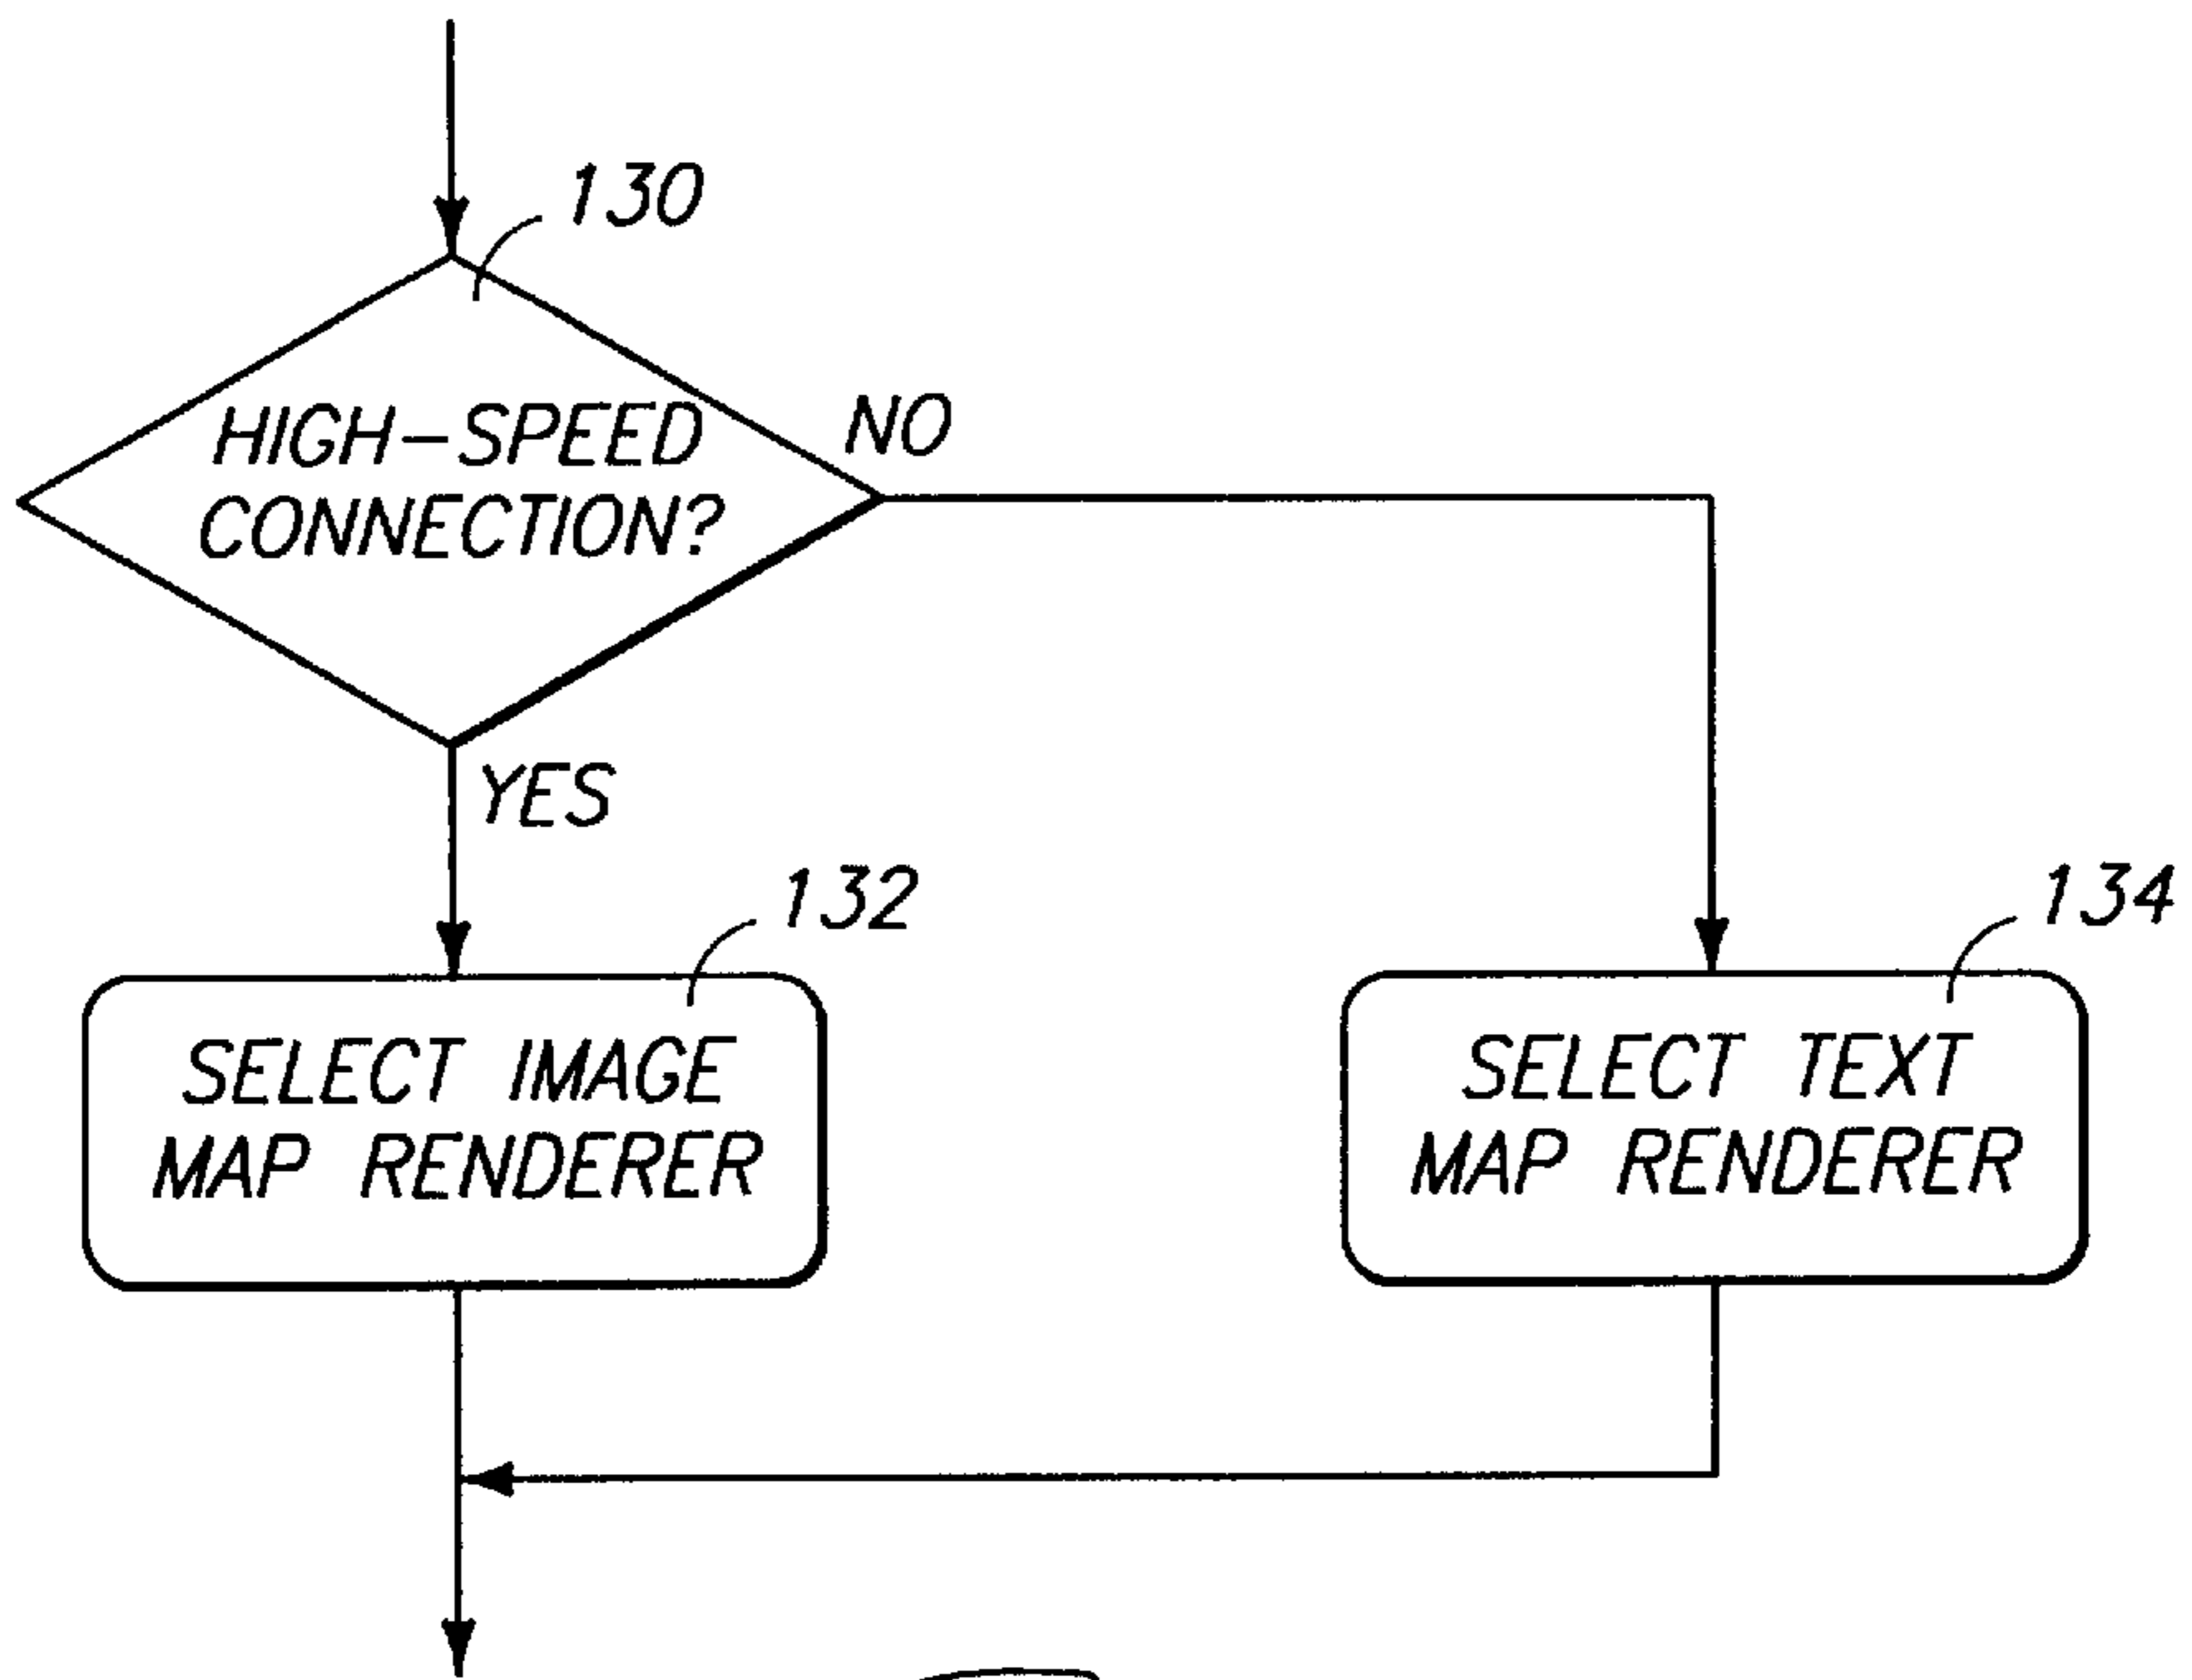 130
HIGH-SPEED
CONNECTION?
NO
YES
132
SELECT IMAGE
MAP RENDERER
134
SELECT TEXT
MAP RENDERER